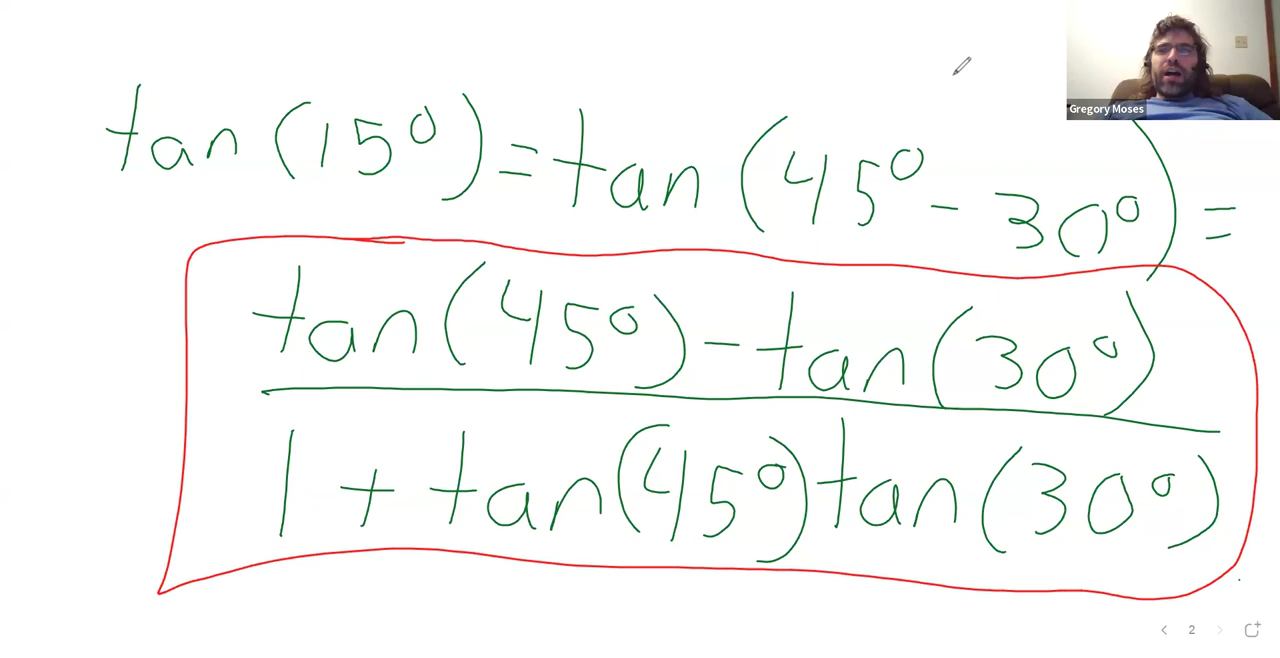 Gregory Moses
tan(15°) = tan(45° - 30°) =
tan(45°) - tan(30°)
1 + tan(45°)tan(30°)
2